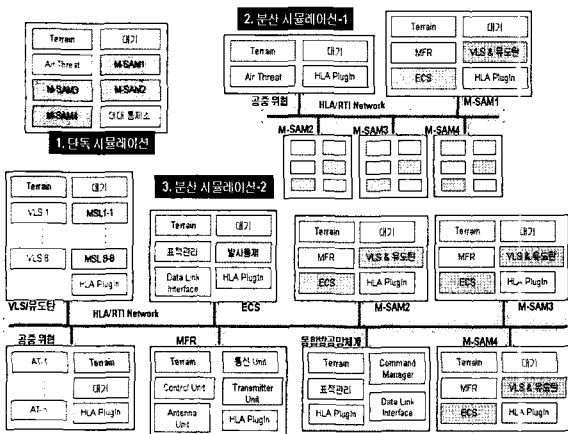 Terrain 대기
Air Threat M-SAM1
M-SAM3 M-SAM2
M-SAM4 대대 통제소
1. 단독 시뮬레이션
2. 분산 시뮬레이션-1
Terrain 대기
Air Threat HLA Plugin
공중 위협
Terrain 대기
MFR VLS & 유도탄
ECS HLA Plugin
M-SAM1
HLA/RTI Network
M-SAM2 M-SAM3 M-SAM4
3. 분산 시뮬레이션-2
Terrain 대기
VLS 1 MSL1-1
VLS 8 MSL 8-8
HLA Plugin
VLS/유도탄
Terrain 대기
표적관리 발사통제
Data Link Interface HLA Plugin
ECS
Terrain 대기
MFR VLS & 유도탄
ECS HLA Plugin
M-SAM2
Terrain 대기
MFR VLS & 유도탄
ECS HLA Plugin
M-SAM3
HLA/RTI Network
공중 위협
AT-1 Terrain
대기
AT-n HLA Plugin
MFR
Terrain 통신 Unit
Control Unit Transmitter Unit
Antenna Unit HLA Plugin
통합방공망체계
Terrain Command Manager
표적관리
HLA Plugin Data Link Interface
M-SAM4
Terrain 대기
MFR VLS & 유도탄
ECS HLA Plugin